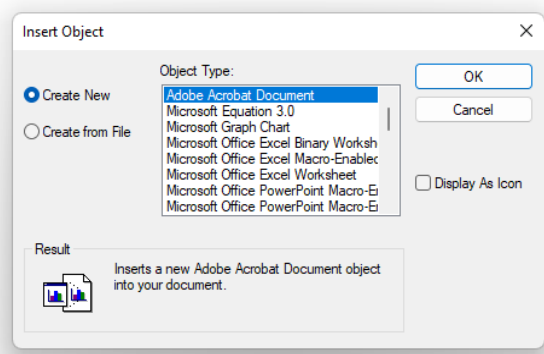 Insert Object
Object Type:
Create New
Create from File
Adobe Acrobat Document
Microsoft Equation 3.0
Microsoft Graph Chart
Microsoft Office Excel Binary Worksh
Microsoft Office Excel Macro-Enabled
Microsoft Office Excel Worksheet
Microsoft Office PowerPoint Macro-En
Microsoft Office PowerPoint Macro-En
OK
Cancel
Display As Icon
Result
Inserts a new Adobe Acrobat Document object
into your document.